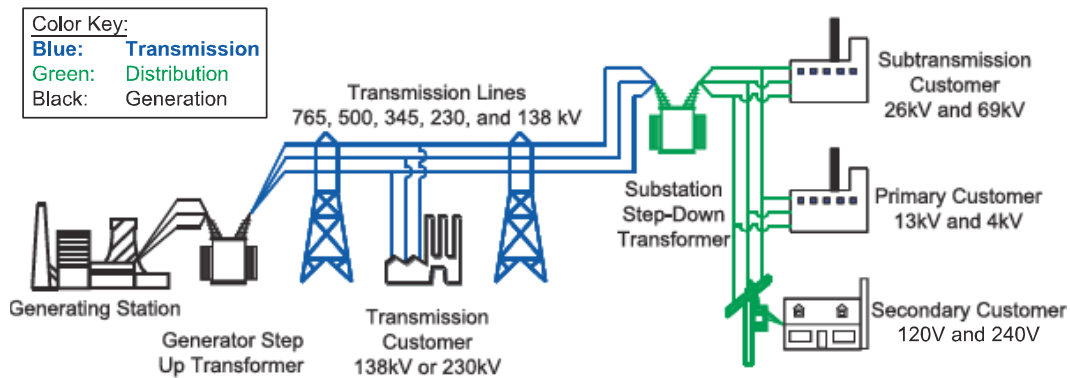 Color Key:
Blue: Transmission
Green: Distribution
Black: Generation
Transmission Lines
765, 500, 345, 230, and 138 kV
Subtransmission
Customer
26kV and 69kV
Substation
Step-Down
Transformer
Primary Customer
13kV and 4kV
Generating Station
Generator Step
Up Transformer
Transmission
Customer
138kV or 230kV
Secondary Customer
120V and 240V